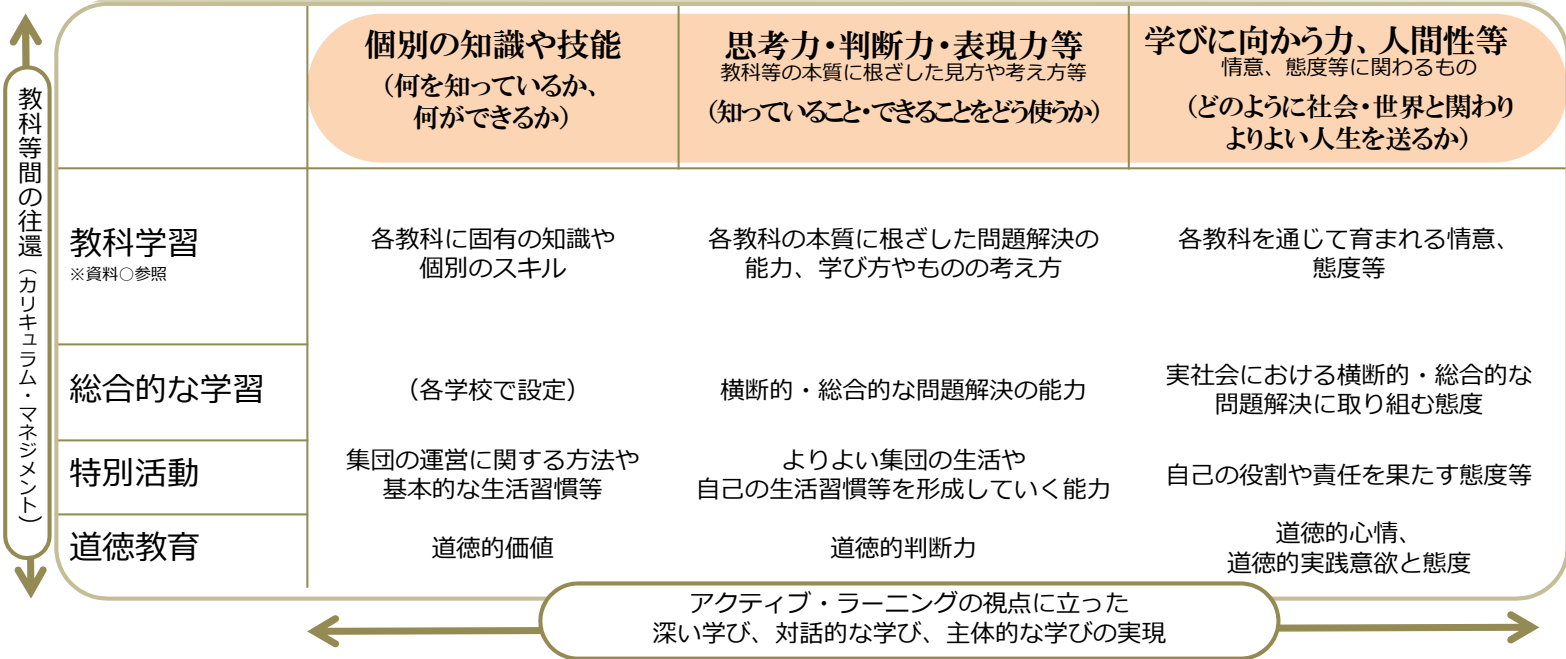 教科等間の往還（カリキュラム・マネジメント）
個別の知識や技能
（何を知っているか、
何ができるか）
思考力・判断力・表現力等
教科等の本質に根ざした見方や考え方等
（知っていること・できることをどう使うか）
学びに向かう力、人間性等
情意、態度等に関わるもの
（どのように社会・世界と関わり
よりよい人生を送るか）
教科学習
※資料○参照
各教科に固有の知識や
個別のスキル
各教科の本質に根ざした問題解決の
能力、学び方やものの考え方
各教科を通じて育まれる情意、
態度等
総合的な学習
（各学校で設定）
横断的・総合的な問題解決の能力
実社会における横断的・総合的な
問題解決に取り組む態度
特別活動
集団の運営に関する方法や
基本的な生活習慣等
よりよい集団の生活や
自己の生活習慣等を形成していく能力
自己の役割や責任を果たす態度等
道徳教育
道徳的価値
道徳的判断力
道徳的心情、
道徳的実践意欲と態度
アクティブ・ラーニングの視点に立った
深い学び、対話的な学び、主体的な学びの実現